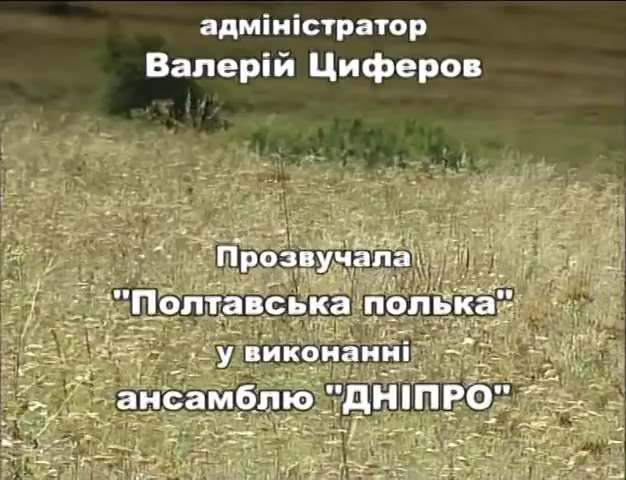 адміністратор
Валерій Циферов
Прозвучала
"Полтавська полька"
у виконанні
ансамблю "ДНІПРО"